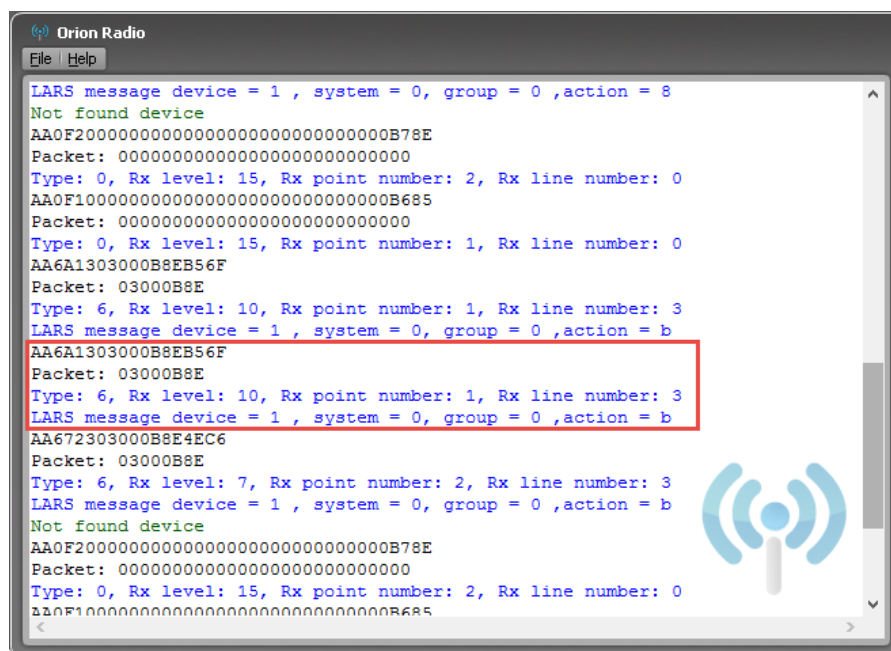 Orion Radio
File Help
LARS message device = 1 , system = 0, group = 0 ,action = 8
Not found device
AA0F20000000000000000000000000000B78E
Packet: 000000000000000000000000000
Type: 0, Rx level: 15, Rx point number: 2, Rx line number: 0
AA0F10000000000000000000000000000B685
Packet: 000000000000000000000000000
Type: 0, Rx level: 15, Rx point number: 1, Rx line number: 0
AA6A1303000B8EB56F
Packet: 03000B8E
Type: 6, Rx level: 10, Rx point number: 1, Rx line number: 3
LARS message device = 1 , system = 0, group = 0 ,action = b
AA6A1303000B8EB56F
Packet: 03000B8E
Type: 6, Rx level: 10, Rx point number: 1, Rx line number: 3
LARS message device = 1 , system = 0, group = 0 ,action = b
AA672303000B8E4EC6
Packet: 03000B8E
Type: 6, Rx level: 7, Rx point number: 2, Rx line number: 3
LARS message device = 1 , system = 0, group = 0 ,action = b
Not found device
AA0F20000000000000000000000000000B78E
Packet: 000000000000000000000000000
Type: 0, Rx level: 15, Rx point number: 2, Rx line number: 0
AA0F10000000000000000000000000000B685